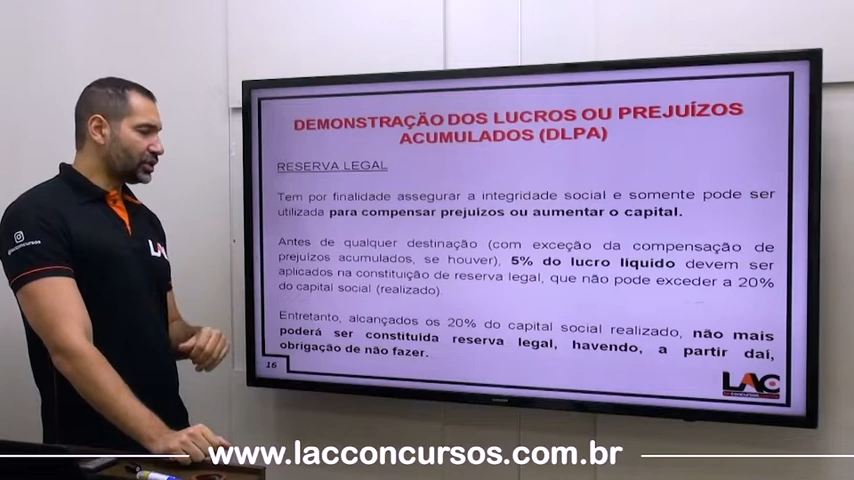 DEMONSTRAÇÃO DOS LUCROS OU PREJUÍZOS
ACUMULADOS (DLPA)
RESERVA LEGAL
TEM POR FINALIDADE ASSEGURAR A INTEGRIDADE SOCIAL E SOMENTE PODE SER
UTILIZADA PARA COMPENSAR PREJUÍZOS OU AUMENTAR O CAPITAL.
ANTES DE QUALQUER DESTINAÇÃO (COM EXCEÇÃO DA COMPENSAÇÃO DE
PREJUÍZOS ACUMULADOS, SE HOUVER), 5% DO LUCRO LÍQUIDO DEVEM SER
APLICADOS NA CONSTITUIÇÃO DE RESERVA LEGAL, QUE NÃO PODE EXCEDER A 20%
DO CAPITAL SOCIAL (REALIZADO).
ENTRETANTO, ALCANÇADOS OS 20% DO CAPITAL SOCIAL REALIZADO, NÃO MAIS
PODERÁ SER CONSTITUÍDA RESERVA LEGAL, HAVENDO, A PARTIR DAÍ,
OBRIGAÇÃO DE NÃO FAZER.
16
LAC
LA
www.lacconcursos.com.br